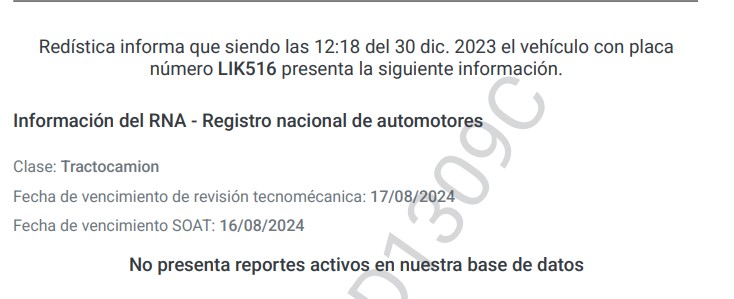 Redística informa que siendo las 12:18 del 30 dic. 2023 el vehículo con placa
número LIK516 presenta la siguiente información.
Información del RNA - Registro nacional de automotores
Clase: Tractocamion
Fecha de vencimiento de revisión tecnomécanica: 17/08/2024
Fecha de vencimiento SOAT: 16/08/2024
No presenta reportes activos en nuestra base de datos
D1309C